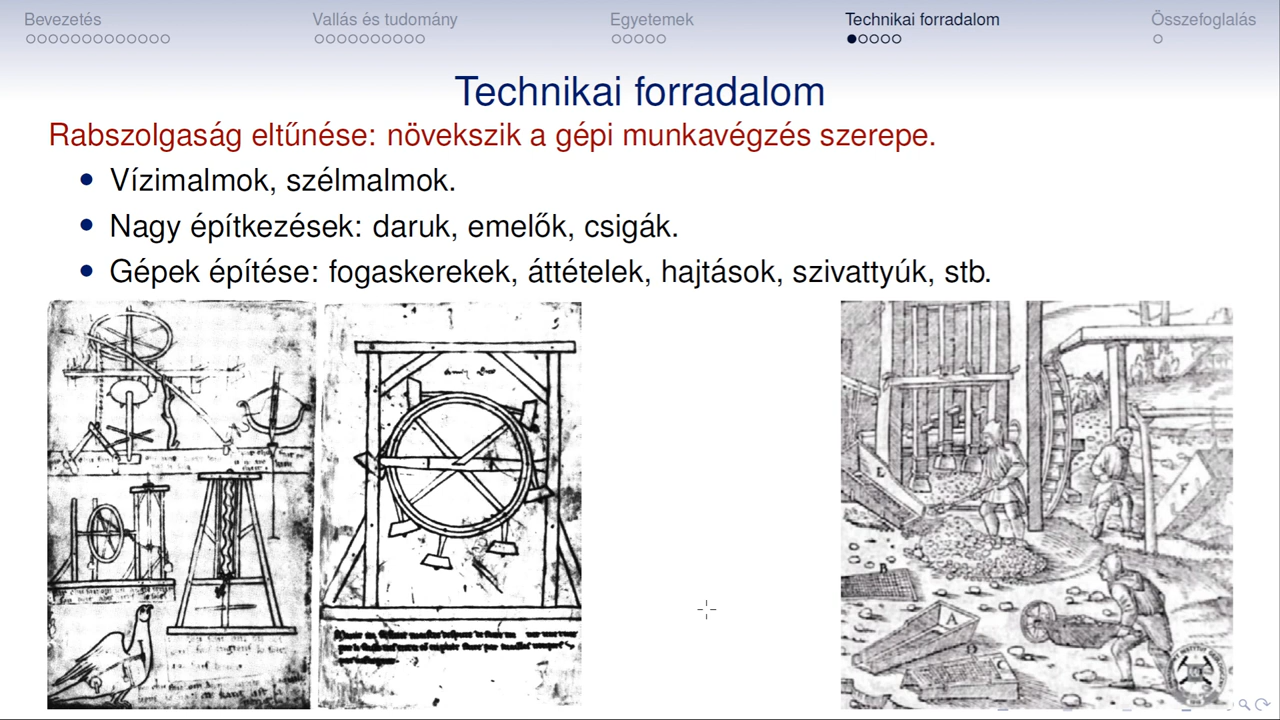 Bevezetés
Vallás és tudomány
Egyetemek
Technikai forradalom
Összefoglalás
Technikai forradalom
Rabszolgaság eltűnése: növekszik a gépi munkavégzés szerepe.
Vízimalmok, szélmalmok.
Nagy építkezések: daruk, emelők, csigák.
Gépek építése: fogaskerekek, áttételek, hajtások, szivattyúk, stb.
L
F
B
A
D
C